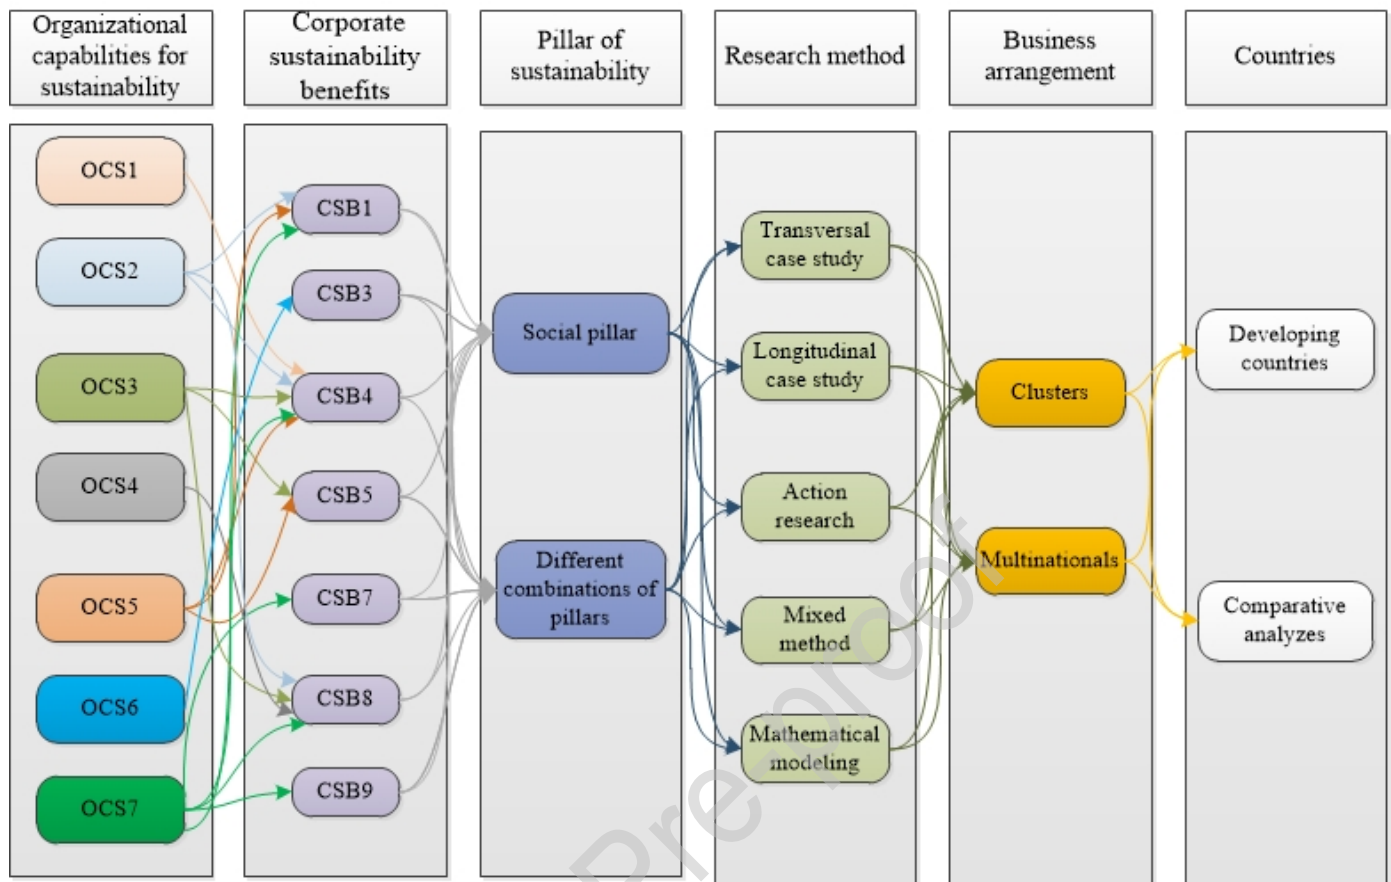 Organizational
capabilities for
sustainability
Corporate
sustainability
benefits
Pillar of
sustainability
Research method
Business
arrangement
Countries
OCS1
OCS2
OCS3
OCS4
OCS5
OCS6
OCS7
CSB1
CSB3
CSB4
CSB5
CSB7
CSB8
CSB9
Social pillar
Different
combinations of
pillars
Transversal
case study
Longitudinal
case study
Action
research
Mixed
method
Mathematical
modeling
Clusters
Multinationals
Developing
countries
Comparative
analyzes
Pre-proof